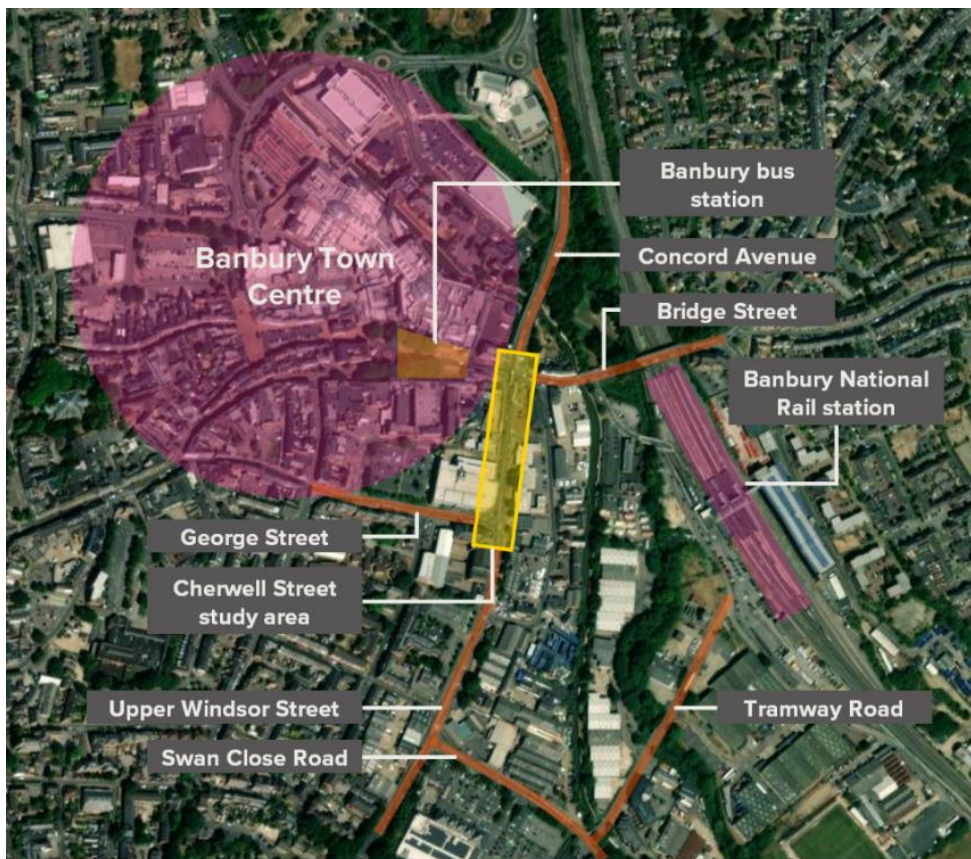 Banbury bus
station
Concord Avenue
Banbury Town
Centre
Bridge Street
Banbury National
Rail station
George Street
Cherwell Street
study area
Upper Windsor Street
Tramway Road
Swan Close Road